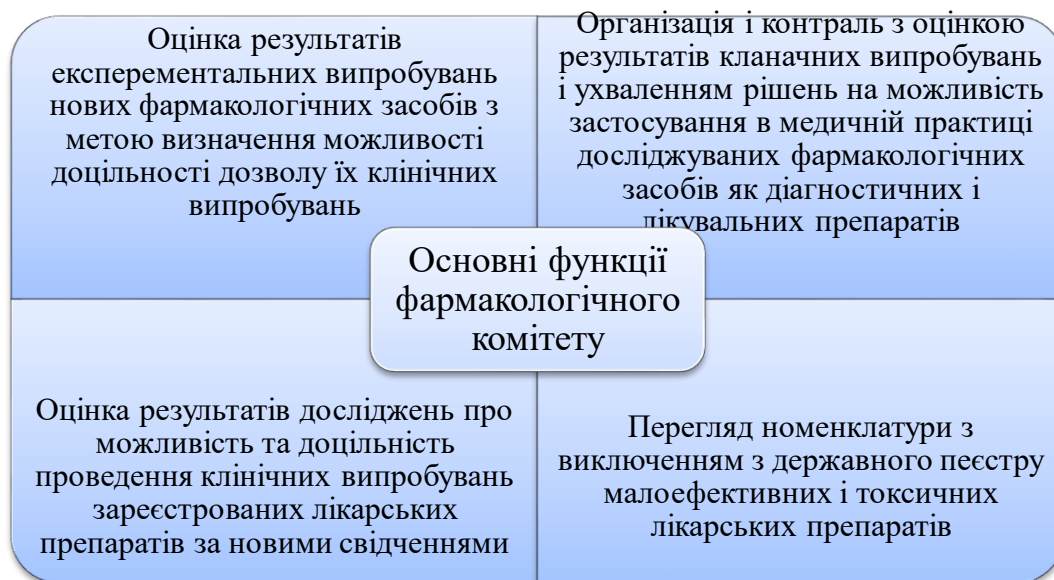 Оцінка результатів
експерементальних випробувань
нових фармакологічних засобів з
метою визначення можливості
доцільності дозволу їх клінічних
випробувань
Організація і контраль з оцінкою
результатів кланачних випробувань
і ухваленням рішень на можливість
застосування в медичній практиці
досліджуваних фармакологічних
засобів як діагностичних і
лікувальних препаратів
Основні функції
фармакологічного
комітету
Оцінка результатів досліджень про
можливість та доцільність
проведення клінічних випробувань
зареєстрованих лікарських
препаратів за новими свідченнями
Перегляд номенклатури з
виключенням з державного пеєстру
малоефективних і токсичних
лікарських препаратів